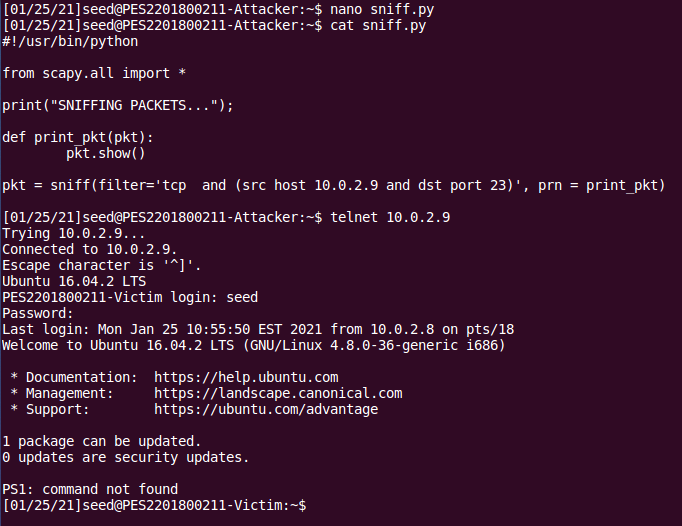 [01/25/21]seed@PES2201800211-Attacker:~$ nano sniff.py
[01/25/21]seed@PES2201800211-Attacker:~$ cat sniff.py
#!/usr/bin/python

from scapy.all import *

print("SNIFFING PACKETS...");

def print_pkt(pkt):
        pkt.show()

pkt = sniff(filter='tcp  and (src host 10.0.2.9 and dst port 23)', prn = print_pkt)

[01/25/21]seed@PES2201800211-Attacker:~$ telnet 10.0.2.9
Trying 10.0.2.9...
Connected to 10.0.2.9.
Escape character is '^]'.
Ubuntu 16.04.2 LTS
PES2201800211-Victim login: seed
Password:
Last login: Mon Jan 25 10:55:50 EST 2021 from 10.0.2.8 on pts/18
Welcome to Ubuntu 16.04.2 LTS (GNU/Linux 4.8.0-36-generic i686)

 * Documentation:  https://help.ubuntu.com
 * Management:     https://landscape.canonical.com
 * Support:        https://ubuntu.com/advantage

1 package can be updated.
0 updates are security updates.

PS1: command not found
[01/25/21]seed@PES2201800211-Victim:~$